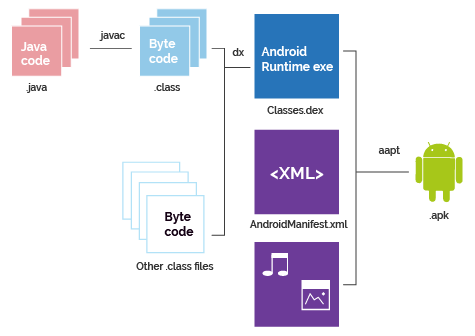 Java
code
.java
javac
Byte
code
.class
dx
Android
Runtime exe
Classes.dex
<XML>
AndroidManifest.xml
aapt
.apk
Byte
code
Other .class files